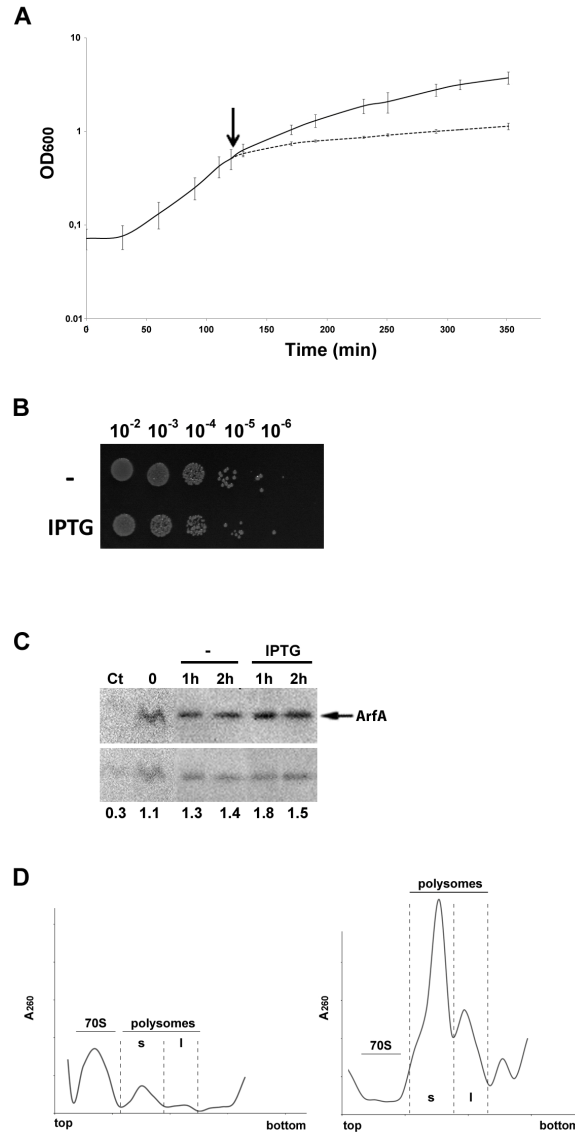 A
10
1
0,1
0.01
OD600
0 50 100 150 200 250 300 350
Time (min)
B
10-2 10-3 10-4 10-5 10-6
-
IPTG
C
- IPTG
Ct 0 1h 2h 1h 2h
ArfA
0.3 1.1 1.3 1.4 1.8 1.5
D
polysomes
70S polysomes
s l
A260
top bottom
A260
70S
s l
top bottom